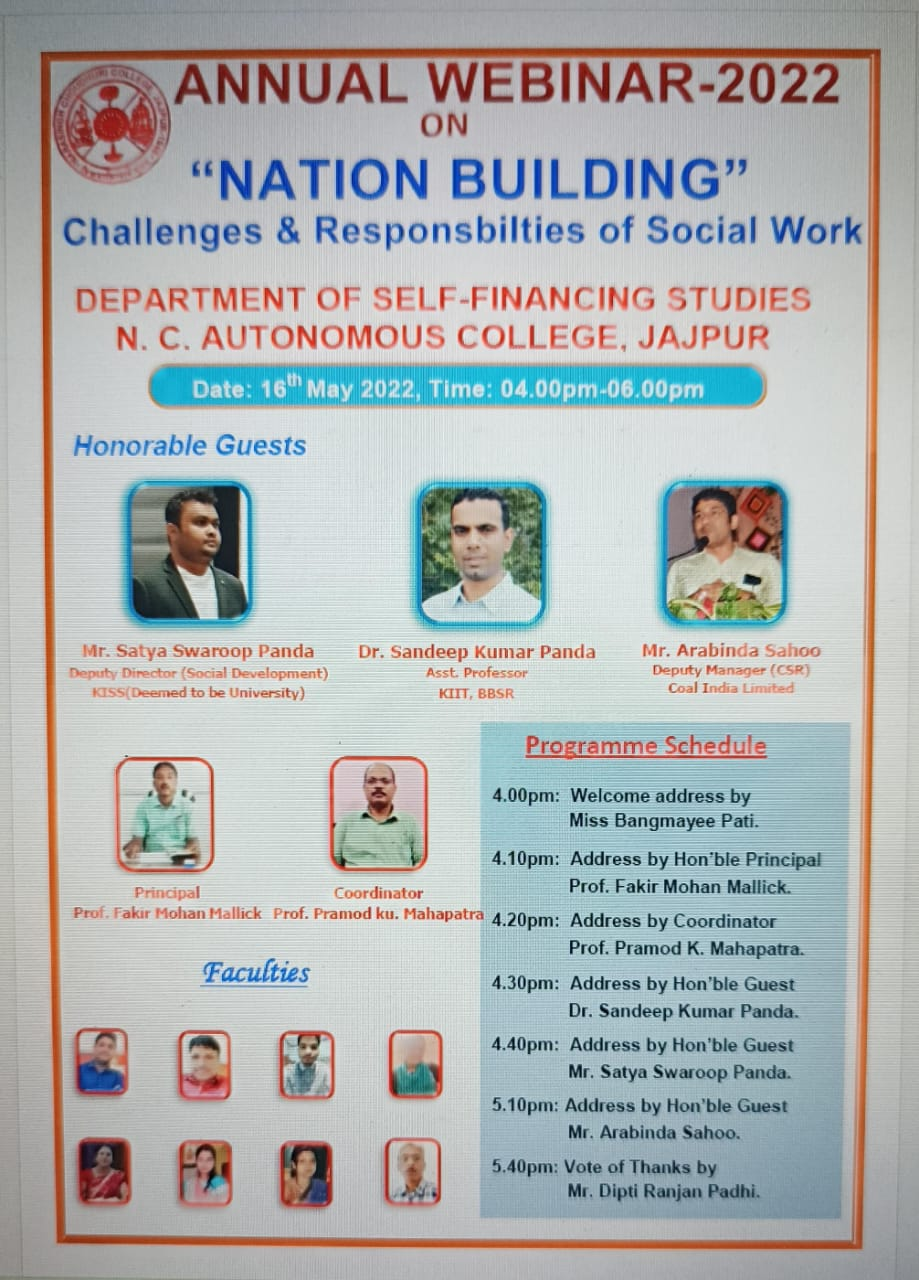 ANNUAL WEBINAR-2022
ON
“NATION BUILDING”
Challenges & Responsbilties of Social Work
DEPARTMENT OF SELF-FINANCING STUDIES
N. C. AUTONOMOUS COLLEGE, JAJPUR
Date: 16th May 2022, Time: 04.00pm-06.00pm
Honorable Guests
Mr. Satya Swaroop Panda
Deputy Director (Social Development)
KISS(Deemed to be University)
Dr. Sandeep Kumar Panda
Asst. Professor
KIIT, BBSR
Mr. Arabinda Sahoo
Deputy Manager (CSR)
Coal India Limited
Principal
Prof. Fakir Mohan Mallick
Coordinator
Prof. Pramod ku. Mahapatra
Faculties
Programme Schedule
4.00pm: Welcome address by
Miss Bangmayee Pati.
4.10pm: Address by Hon’ble Principal
Prof. Fakir Mohan Mallick.
4.20pm: Address by Coordinator
Prof. Pramod K. Mahapatra.
4.30pm: Address by Hon’ble Guest
Dr. Sandeep Kumar Panda.
4.40pm: Address by Hon’ble Guest
Mr. Satya Swaroop Panda.
5.10pm: Address by Hon’ble Guest
Mr. Arabinda Sahoo.
5.40pm: Vote of Thanks by
Mr. Dipti Ranjan Padhi.